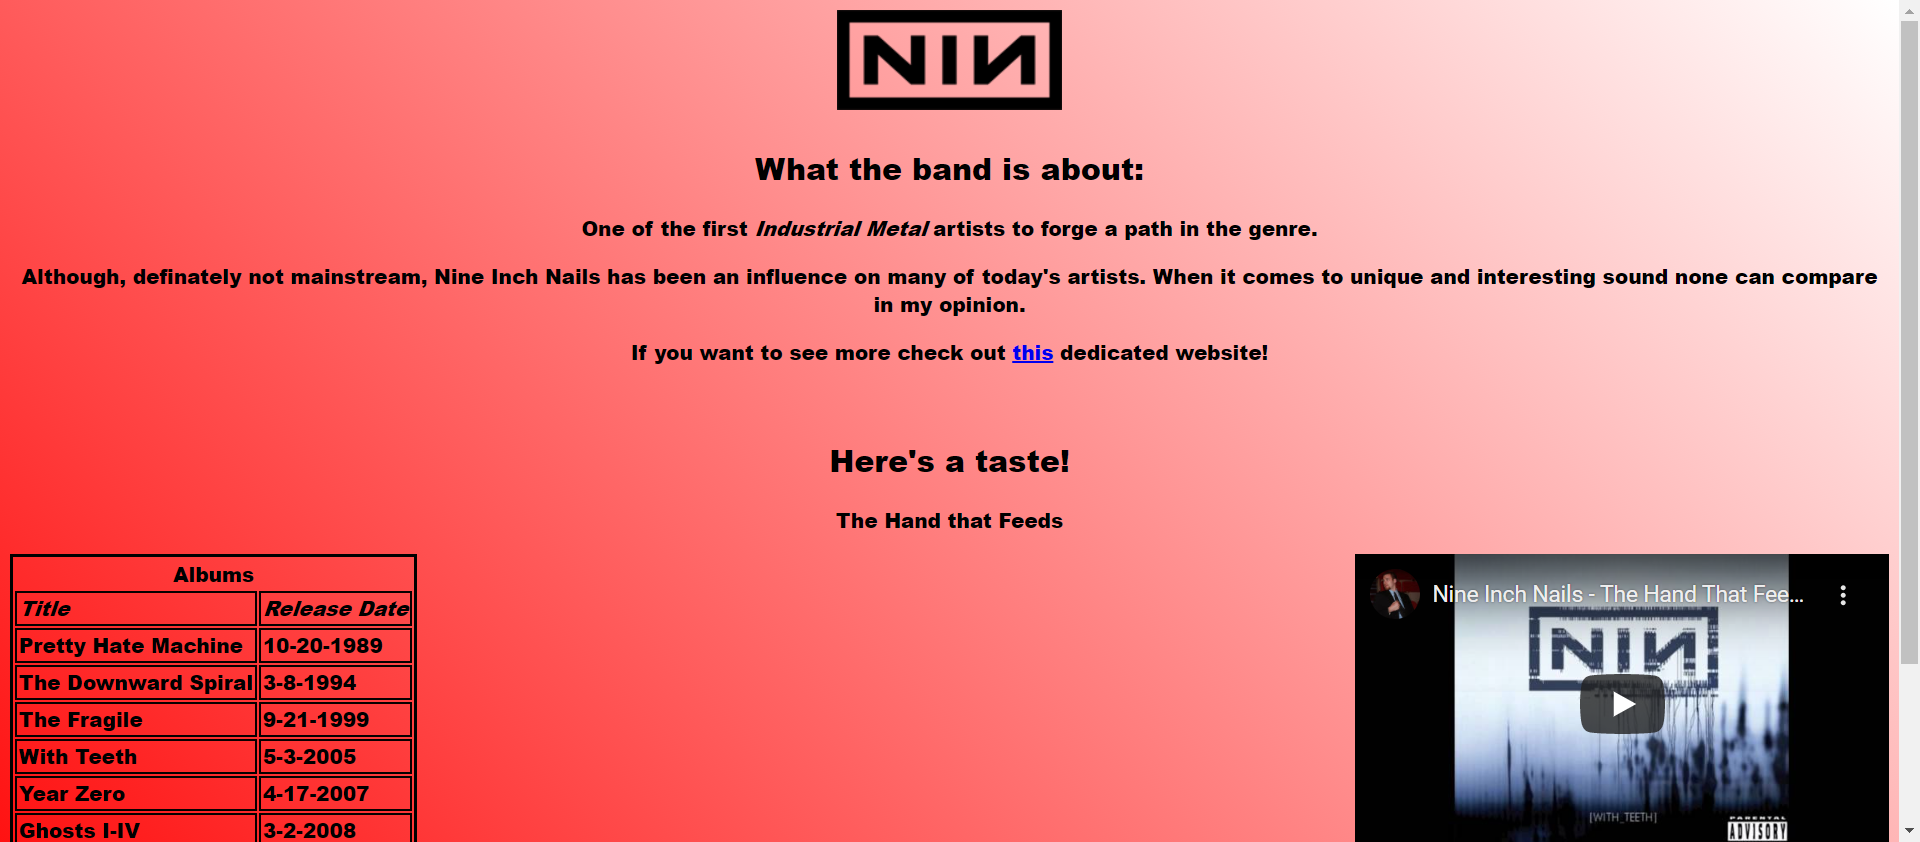 NIN
What the band is about:
One of the first Industrial Metal artists to forge a path in the genre.
Although, definately not mainstream, Nine Inch Nails has been an influence on many of today's artists. When it comes to unique and interesting sound none can compare
in my opinion.
If you want to see more check out this dedicated website!
Here's a taste!
The Hand that Feeds
Albums
Title Release Date
Pretty Hate Machine 10-20-1989
The Downward Spiral 3-8-1994
The Fragile 9-21-1999
With Teeth 5-3-2005
Year Zero 4-17-2007
Ghosts I-IV 3-2-2008
Nine Inch Nails - The Hand That Fee...
NIN
[WITH_TEETH]
PARENTAL
ADVISORY